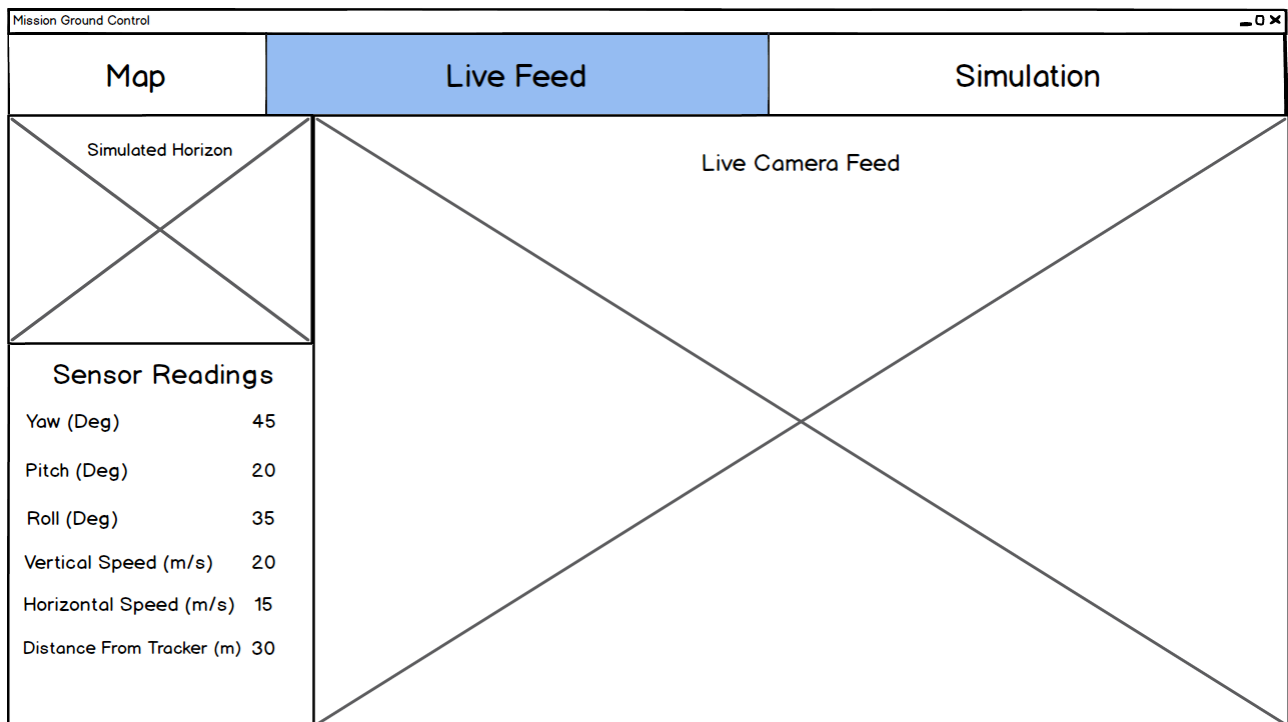 Mission Ground Control
Map
Live Feed
Simulation
Simulated Horizon
Live Camera Feed
Sensor Readings
Yaw (Deg) 45
Pitch (Deg) 20
Roll (Deg) 35
Vertical Speed (m/s) 20
Horizontal Speed (m/s) 15
Distance From Tracker (m) 30